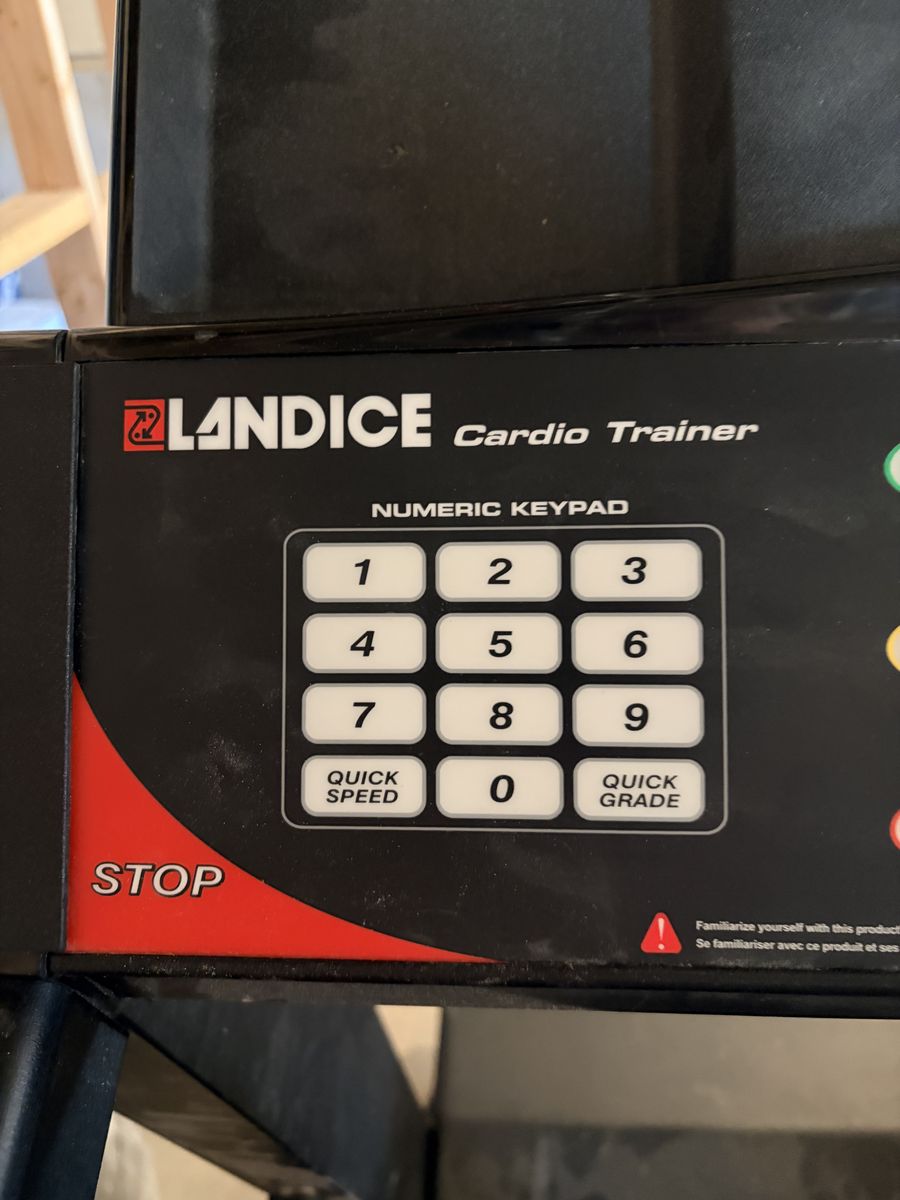 LANDICE Cardio Trainer
NUMERIC KEYPAD
1 2 3
4 5 6
7 8 9
QUICK SPEED 0 QUICK GRADE
STOP
Familiarize yourself with this product
Se familiariser avec ce produit et ses